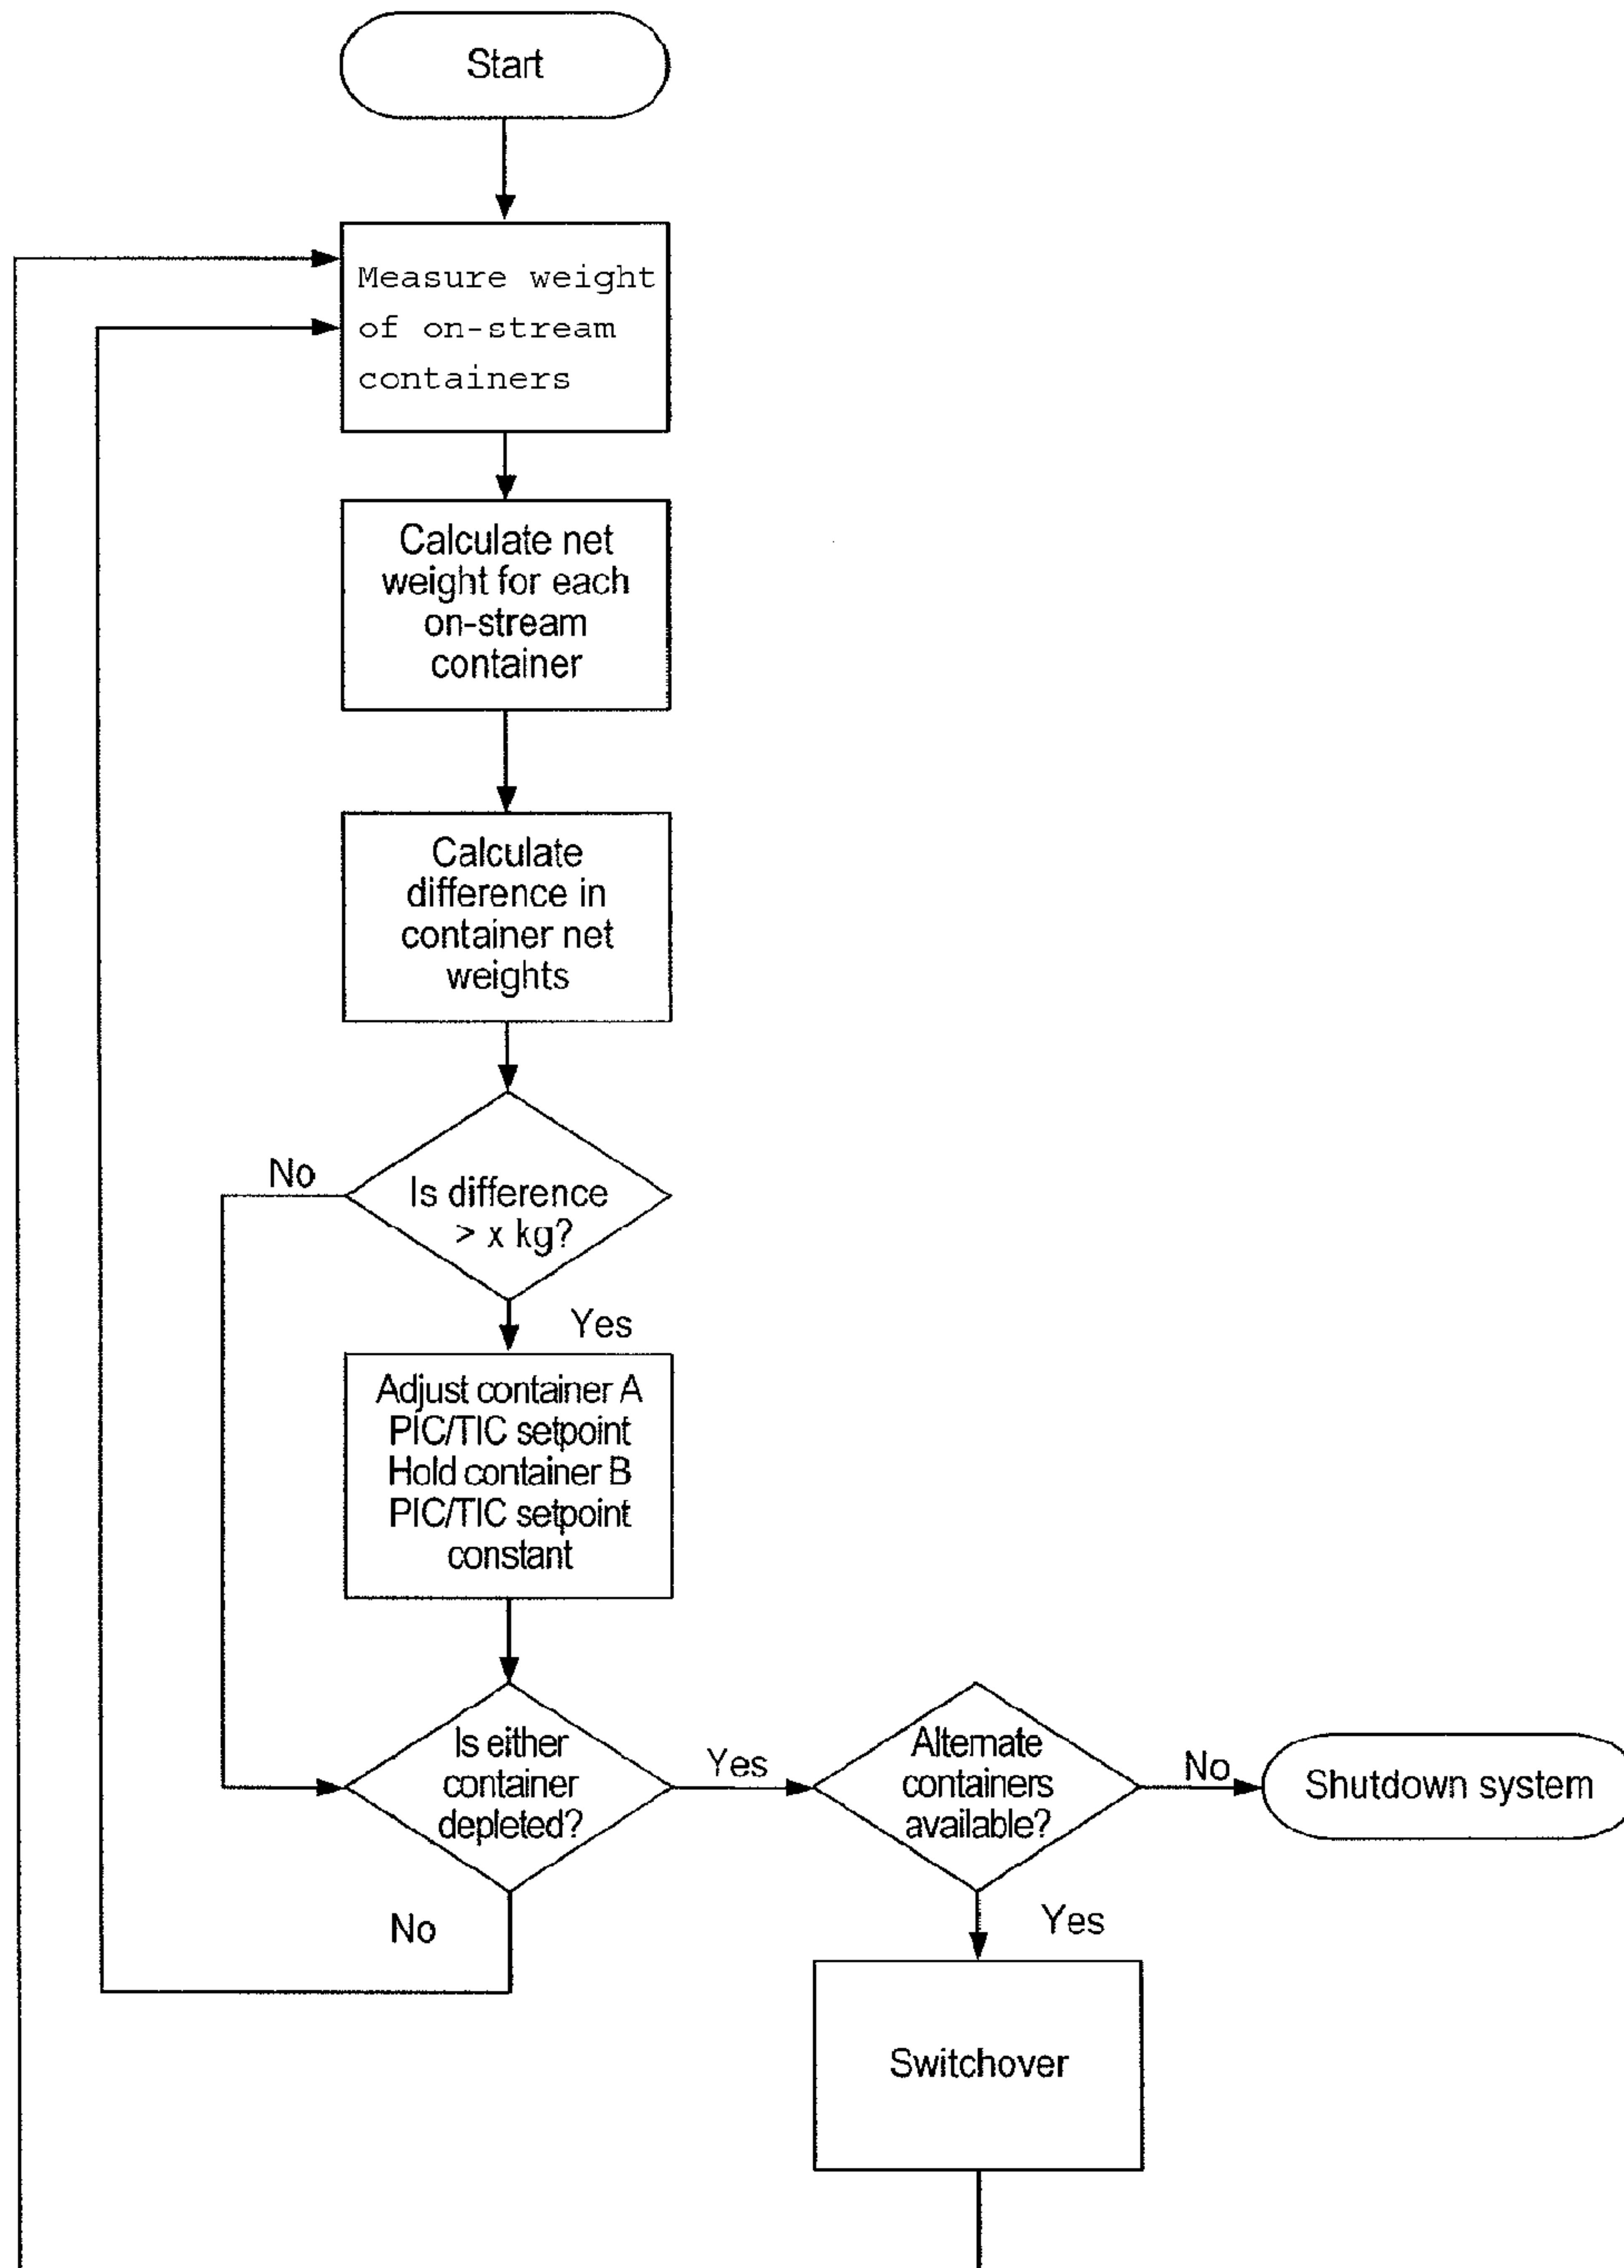 Start
Measure weight
of on-stream
containers
Calculate net
weight for each
on-stream
container
Calculate
difference in
container net
weights
No
Is difference
> x kg?
Yes
Adjust container A
PIC/TIC setpoint
Hold container B
PIC/TIC setpoint
constant
Is either
container
depleted?
Yes
Alternate
containers
available?
No
Shutdown system
No
Yes
Switchover